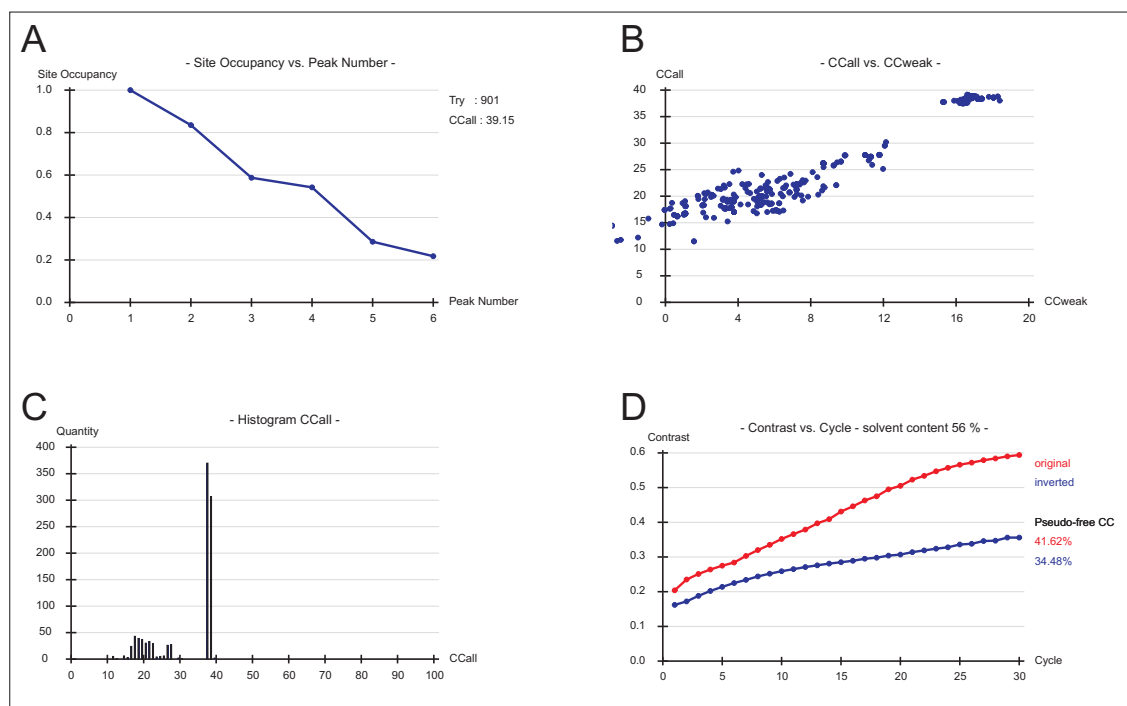 A
- Site Occupancy vs. Peak Number -
Site Occupancy
1.0
0.8
0.6
0.4
0.2
0.0
0 1 2 3 4 5 6
Peak Number
Try : 901
CCall : 39.15
B
- CCall vs. CCweak -
CCall
40
35
30
25
20
15
10
5
0
0 4 8 12 16 20
CCweak
C
- Histogram CCall -
Quantity
400
350
300
250
200
150
100
50
0
0 10 20 30 40 50 60 70 80 90 100
CCall
D
- Contrast vs. Cycle - solvent content 56 % -
Contrast
0.6
0.5
0.4
0.3
0.2
0.1
0.0
0 5 10 15 20 25 30
Cycle
original
inverted
Pseudo-free CC
41.62%
34.48%